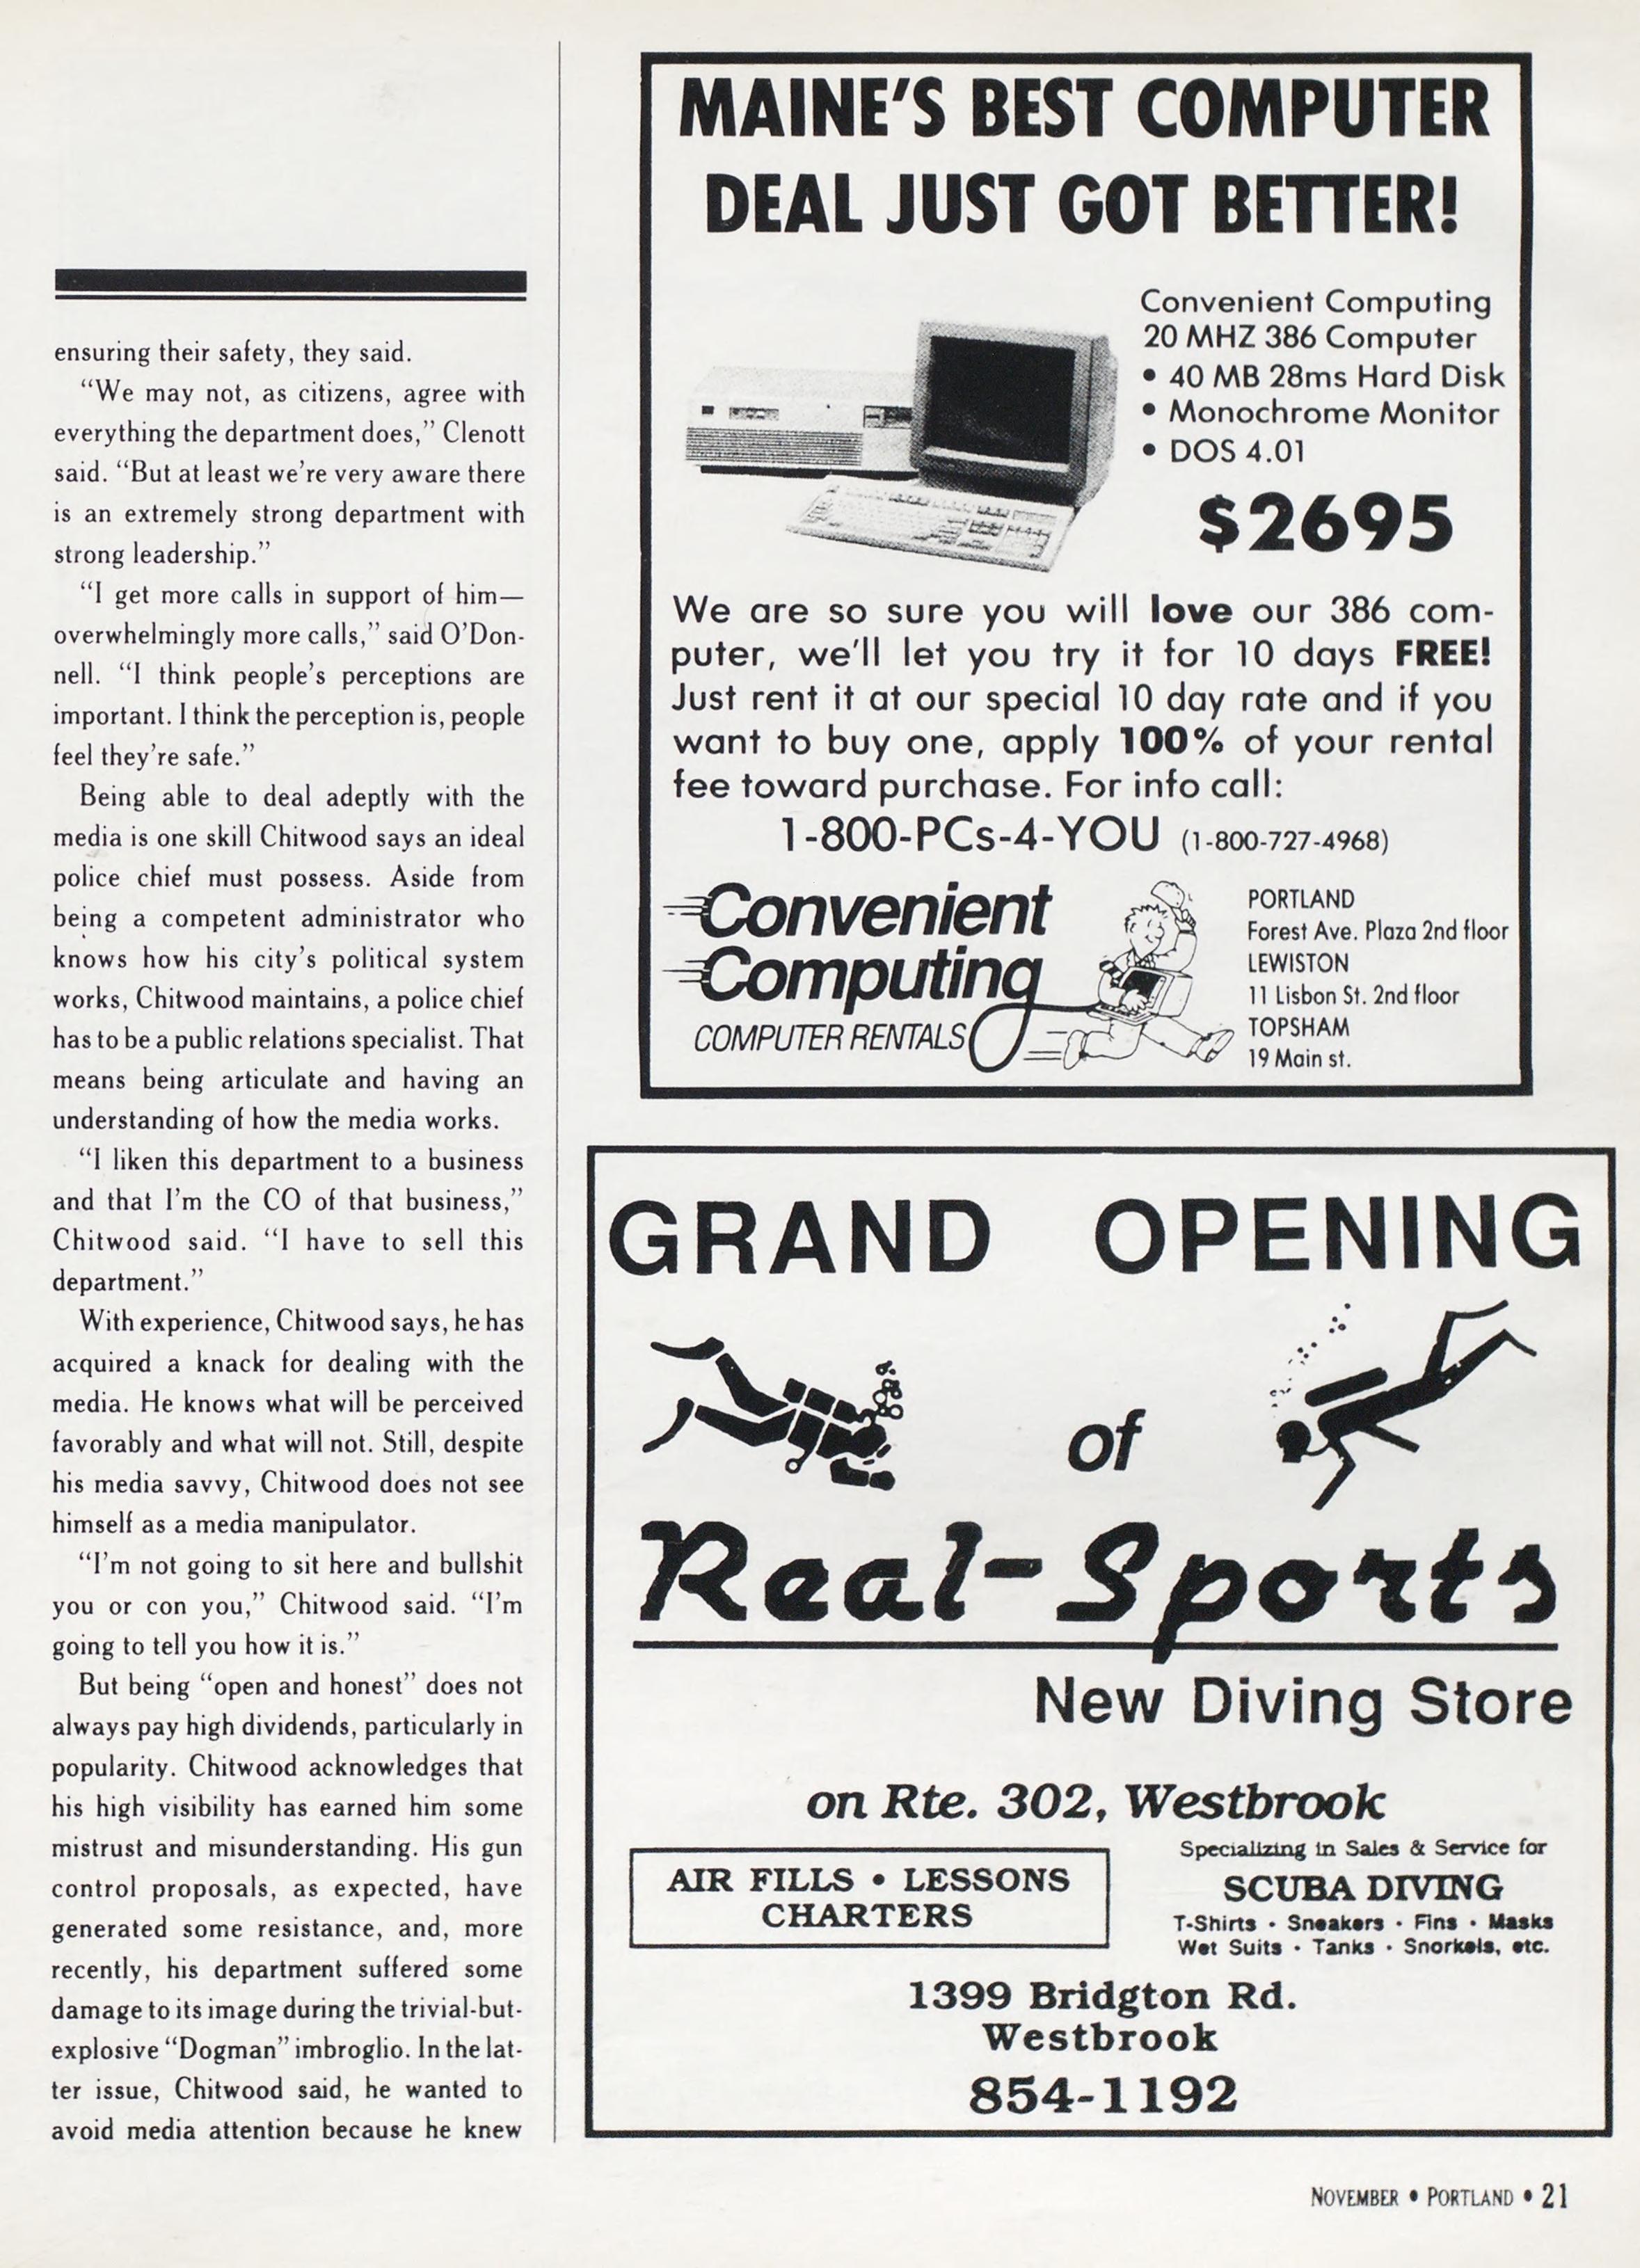 ensuring their safety, they said.
“We may not, as citizens, agree with
everything the department does,” Clenott
said. “But at least we’re very aware there
is an extremely strong department with
strong leadership.”
“I get more calls in support of him—
overwhelmingly more calls,” said O’Don-
nell. “I think people’s perceptions are
important. I think the perception is, people
feel they’re safe.”
Being able to deal adeptly with the
media is one skill Chitwood says an ideal
police chief must possess. Aside from
being a competent administrator who
knows how his city’s political system
works, Chitwood maintains, a police chief
has to be a public relations specialist. That
means being articulate and having an
understanding of how the media works.
“I liken this department to a business
and that I’m the CO of that business,”
Chitwood said. “I have to sell this
department.”
With experience, Chitwood says, he has
acquired a knack for dealing with the
media. He knows what will be perceived
favorably and what will not. Still, despite
his media savvy, Chitwood does not see
himself as a media manipulator.
“I’m not going to sit here and bullshit
you or con you,” Chitwood said. “I’m
going to tell you how it is.”
But being “open and honest” does not
always pay high dividends, particularly in
popularity. Chitwood acknowledges that
his high visibility has earned him some
mistrust and misunderstanding. His gun
control proposals, as expected, have
generated some resistance, and, more
recently, his department suffered some
damage to its image during the trivial-but-
explosive “Dogman” imbroglio. In the lat-
ter issue, Chitwood said, he wanted to
avoid media attention because he knew
MAINE’S BEST COMPUTER
DEAL JUST GOT BETTER!
Convenient Computing
20 MHZ 386 Computer
• 40 MB 28ms Hard Disk
• Monochrome Monitor
• DOS 4.01
$2695
We are so sure you will love our 386 com-
puter, we’ll let you try it for 10 days FREE!
Just rent it at our special 10 day rate and if you
want to buy one, apply 100% of your rental
fee toward purchase. For info call:
1-800-PCs-4-YOU (1-800-727-4968)
Convenient
Computing
COMPUTER RENTALS
PORTLAND
Forest Ave. Plaza 2nd floor
LEWISTON
11 Lisbon St. 2nd floor
TOPSHAM
19 Main st.
GRAND OPENING
of
Real-Sports
New Diving Store
on Rte. 302, Westbrook
AIR FILLS • LESSONS
CHARTERS
Specializing in Sales & Service for
SCUBA DIVING
T-Shirts • Sneakers • Fins • Masks
Wet Suits • Tanks • Snorkels, etc.
1399 Bridgton Rd.
Westbrook
854-1192
NOVEMBER • PORTLAND • 21